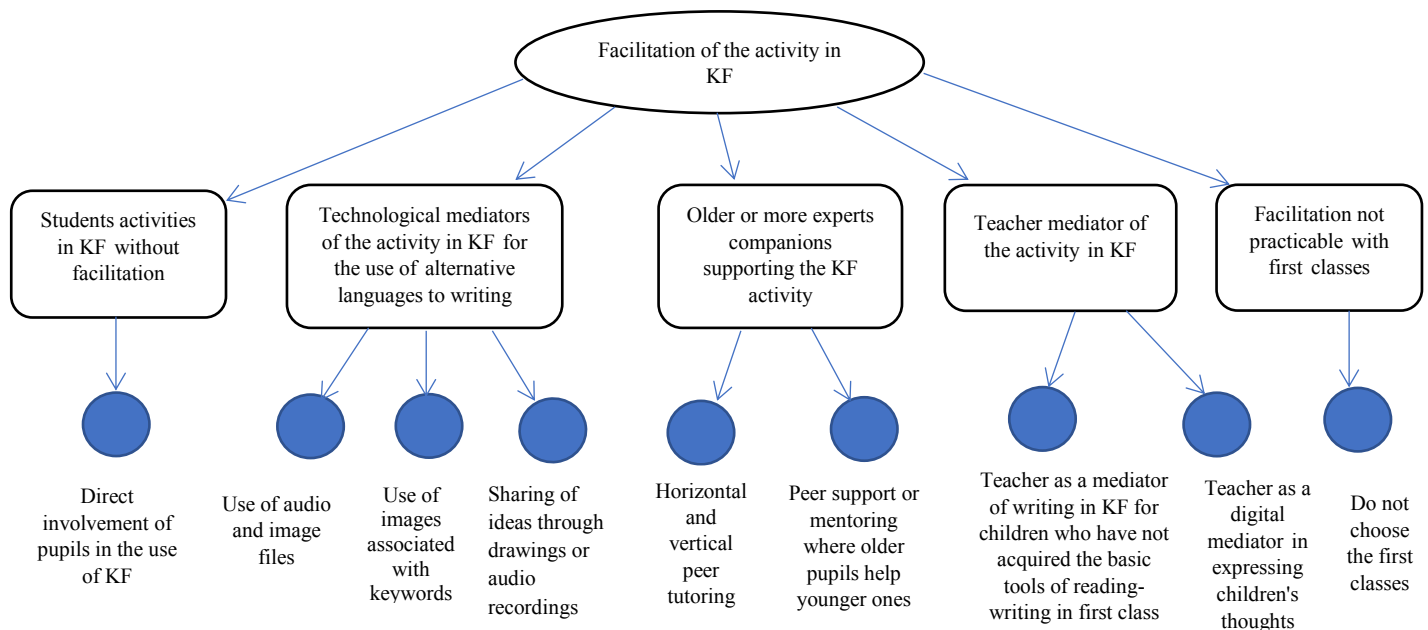 Facilitation of the activity in
KF
Students activities
in KF without
facilitation
Technological mediators
of the activity in KF for
the use of alternative
languages to writing
Older or more experts
companions
supporting the KF
activity
Teacher mediator of
the activity in KF
Facilitation not
practicable with
first classes
Direct
involvement of
pupils in the use
of KF
Use of audio
and image
files
Use of
images
associated
with
keywords
Sharing of
ideas through
drawings or
audio
recordings
Horizontal
and
vertical
peer
tutoring
Peer support or
mentoring
where older
pupils help
younger ones
Teacher as a mediator
of writing in KF for
children who have not
acquired the basic
tools of reading-
writing in first class
Teacher as a
digital
mediator in
expressing
children's
thoughts
Do not
choose
the first
classes